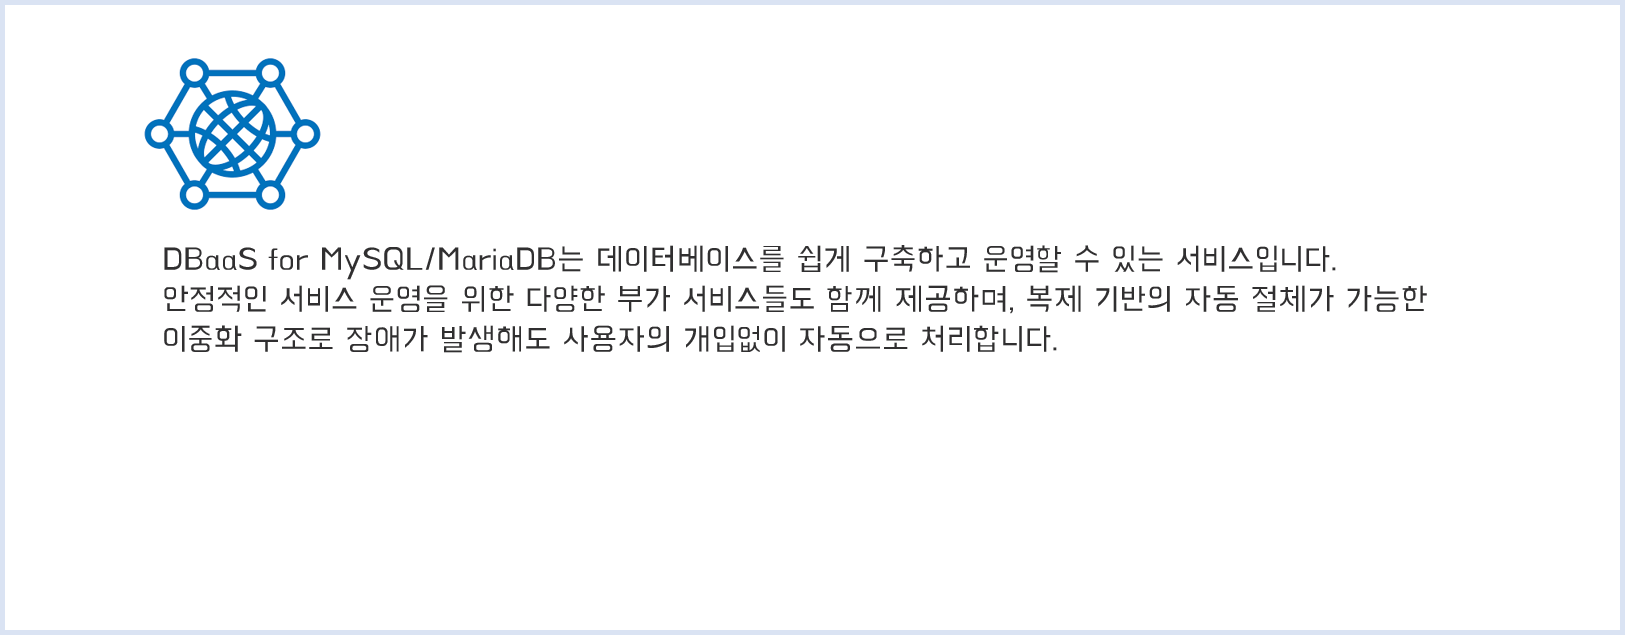 DBaaS for MySQL/MariaDB는 데이터베이스를 쉽게 구축하고 운영할 수 있는 서비스입니다.
안정적인 서비스 운영을 위한 다양한 부가 서비스들도 함께 제공하며, 복제 기반의 자동 절체가 가능한
이중화 구조로 장애가 발생해도 사용자의 개입없이 자동으로 처리합니다.